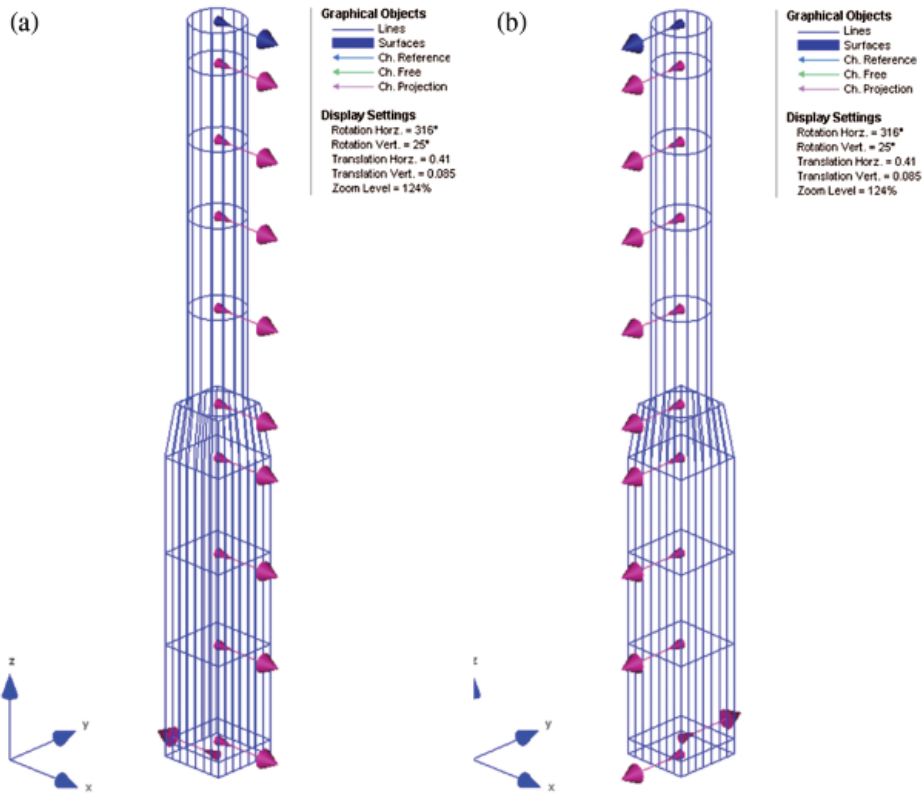 (a)
Graphical Objects
Lines
Surfaces
Ch. Reference
Ch. Free
Ch. Projection
Display Settings
Rotation Horz. = 316°
Rotation Vert. = 25°
Translation Horz. = 0.41
Translation Vert. = 0.085
Zoom Level = 124%
z
y
x
(b)
Graphical Objects
Lines
Surfaces
Ch. Reference
Ch. Free
Ch. Projection
Display Settings
Rotation Horz. = 316°
Rotation Vert. = 25°
Translation Horz. = 0.41
Translation Vert. = 0.085
Zoom Level = 124%
z
y
x